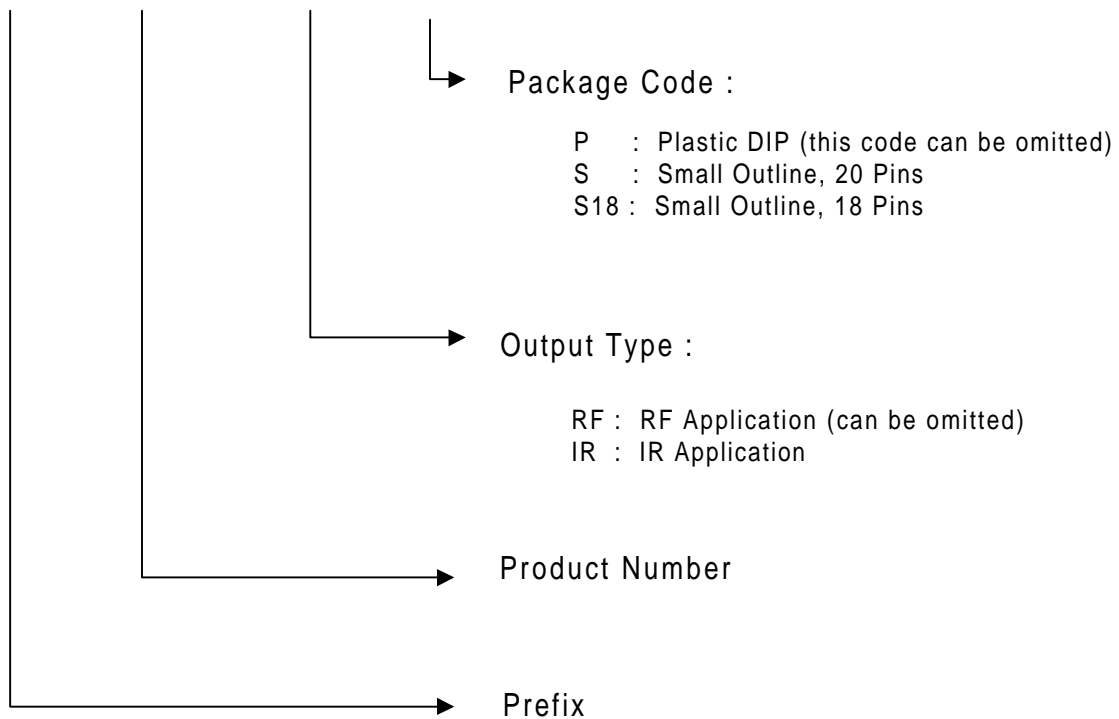 Package Code :
P : Plastic DIP (this code can be omitted)
S : Small Outline, 20 Pins
S18 : Small Outline, 18 Pins
Output Type :
RF : RF Application (can be omitted)
IR : IR Application
Product Number
Prefix